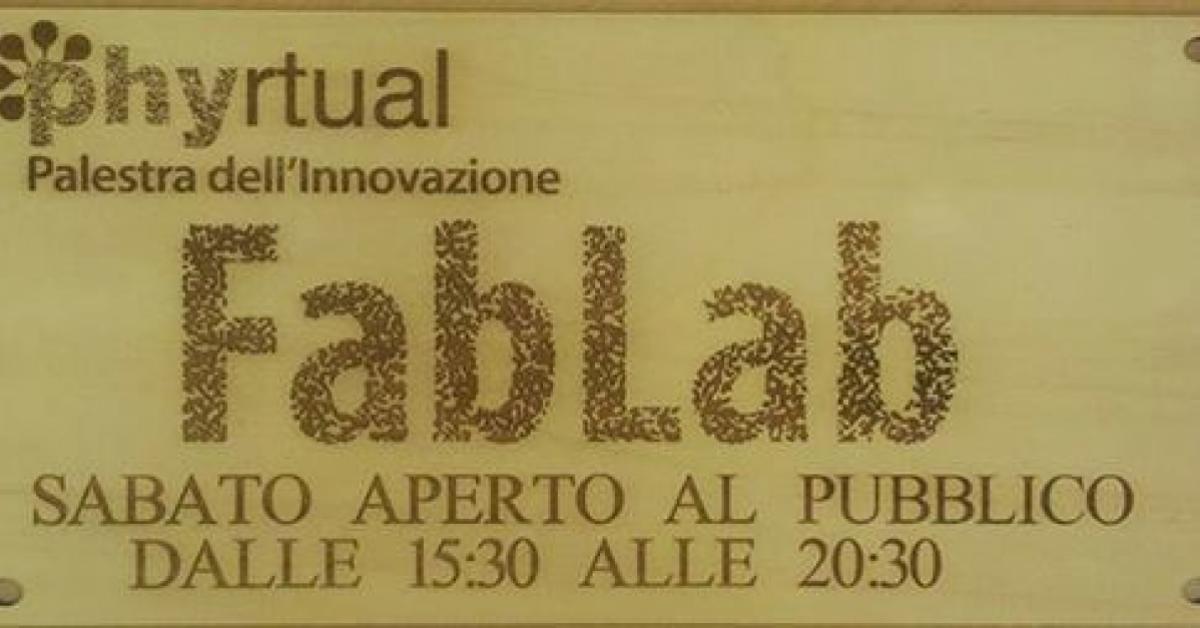 phyrtual
Palestra dell'Innovazione
FabLab
SABATO APERTO AL PUBBLICO
DALLE 15:30 ALLE 20:30